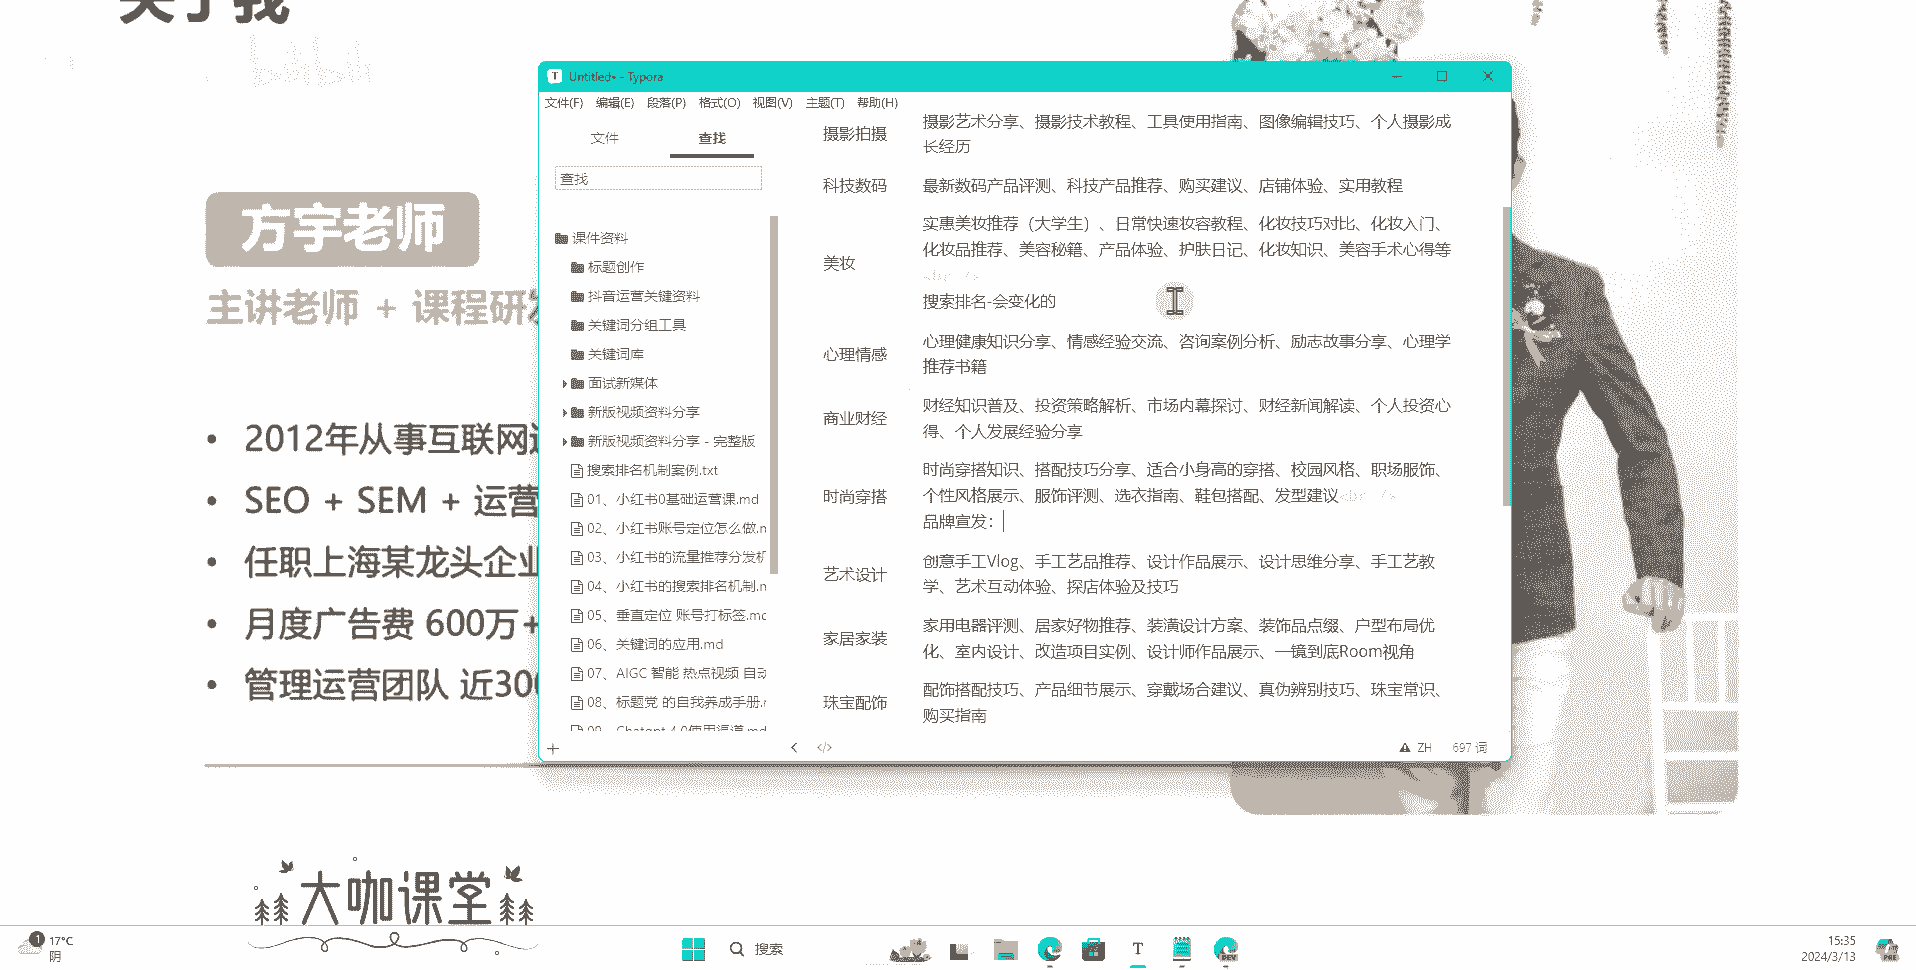 关于我
bilibili
方宇老师
主讲老师 + 课程研发
2012年从事互联网
SEO + SEM + 运营
任职上海某龙头企业
月度广告费 600万+
管理运营团队 近300
大咖课堂
Untitled• - Typora
文件(F) 编辑(E) 段落(P) 格式(O) 视图(V) 主题(T) 帮助(H)
文件 查找
查找
课件资料
标题创作
抖音运营关键资料
关键词分组工具
关键词库
面试新媒体
新版视频资料分享
新版视频资料分享 - 完整版
搜索排名机制案例.txt
01、小红书0基础运营课.md
02、小红书账号定位怎么做.m
03、小红书的流量推荐分发机
04、小红书的搜索排名机制.m
05、垂直定位 账号打标签.md
06、关键词的应用.md
07、AIGC 智能 热点视频 自动
08、标题党 的自我养成手册.m
09、Chatgpt 4.0使用渠道.md
摄影拍摄
摄影艺术分享、摄影技术教程、工具使用指南、图像编辑技巧、个人摄影成
长经历
科技数码
最新数码产品评测、科技产品推荐、购买建议、店铺体验、实用教程
美妆
实惠美妆推荐（大学生）、日常快速妆容教程、化妆技巧对比、化妆入门、
化妆品推荐、美容秘籍、产品体验、护肤日记、化妆知识、美容手术心得等
<br />
搜索排名-会变化的
心理情感
心理健康知识分享、情感经验交流、咨询案例分析、励志故事分享、心理学
推荐书籍
商业财经
财经知识普及、投资策略解析、市场内幕探讨、财经新闻解读、个人投资心
得、个人发展经验分享
时尚穿搭
时尚穿搭知识、搭配技巧分享、适合小身高的穿搭、校园风格、职场服饰、
个性风格展示、服饰评测、选衣指南、鞋包搭配、发型建议<br />
品牌宣发：
艺术设计
创意手工Vlog、手工艺品推荐、设计作品展示、设计思维分享、手工艺教
学、艺术互动体验、探店体验及技巧
家居家装
家用电器评测、居家好物推荐、装潢设计方案、装饰品点缀、户型布局优
化、室内设计、改造项目实例、设计师作品展示、一镜到底Room视角
珠宝配饰
配饰搭配技巧、产品细节展示、穿戴场合建议、真伪辨别技巧、珠宝常识、
购买指南
ZH 697 词
1 17°C
阴
搜索
T
DEV
15:35
2024/3/13
PRE